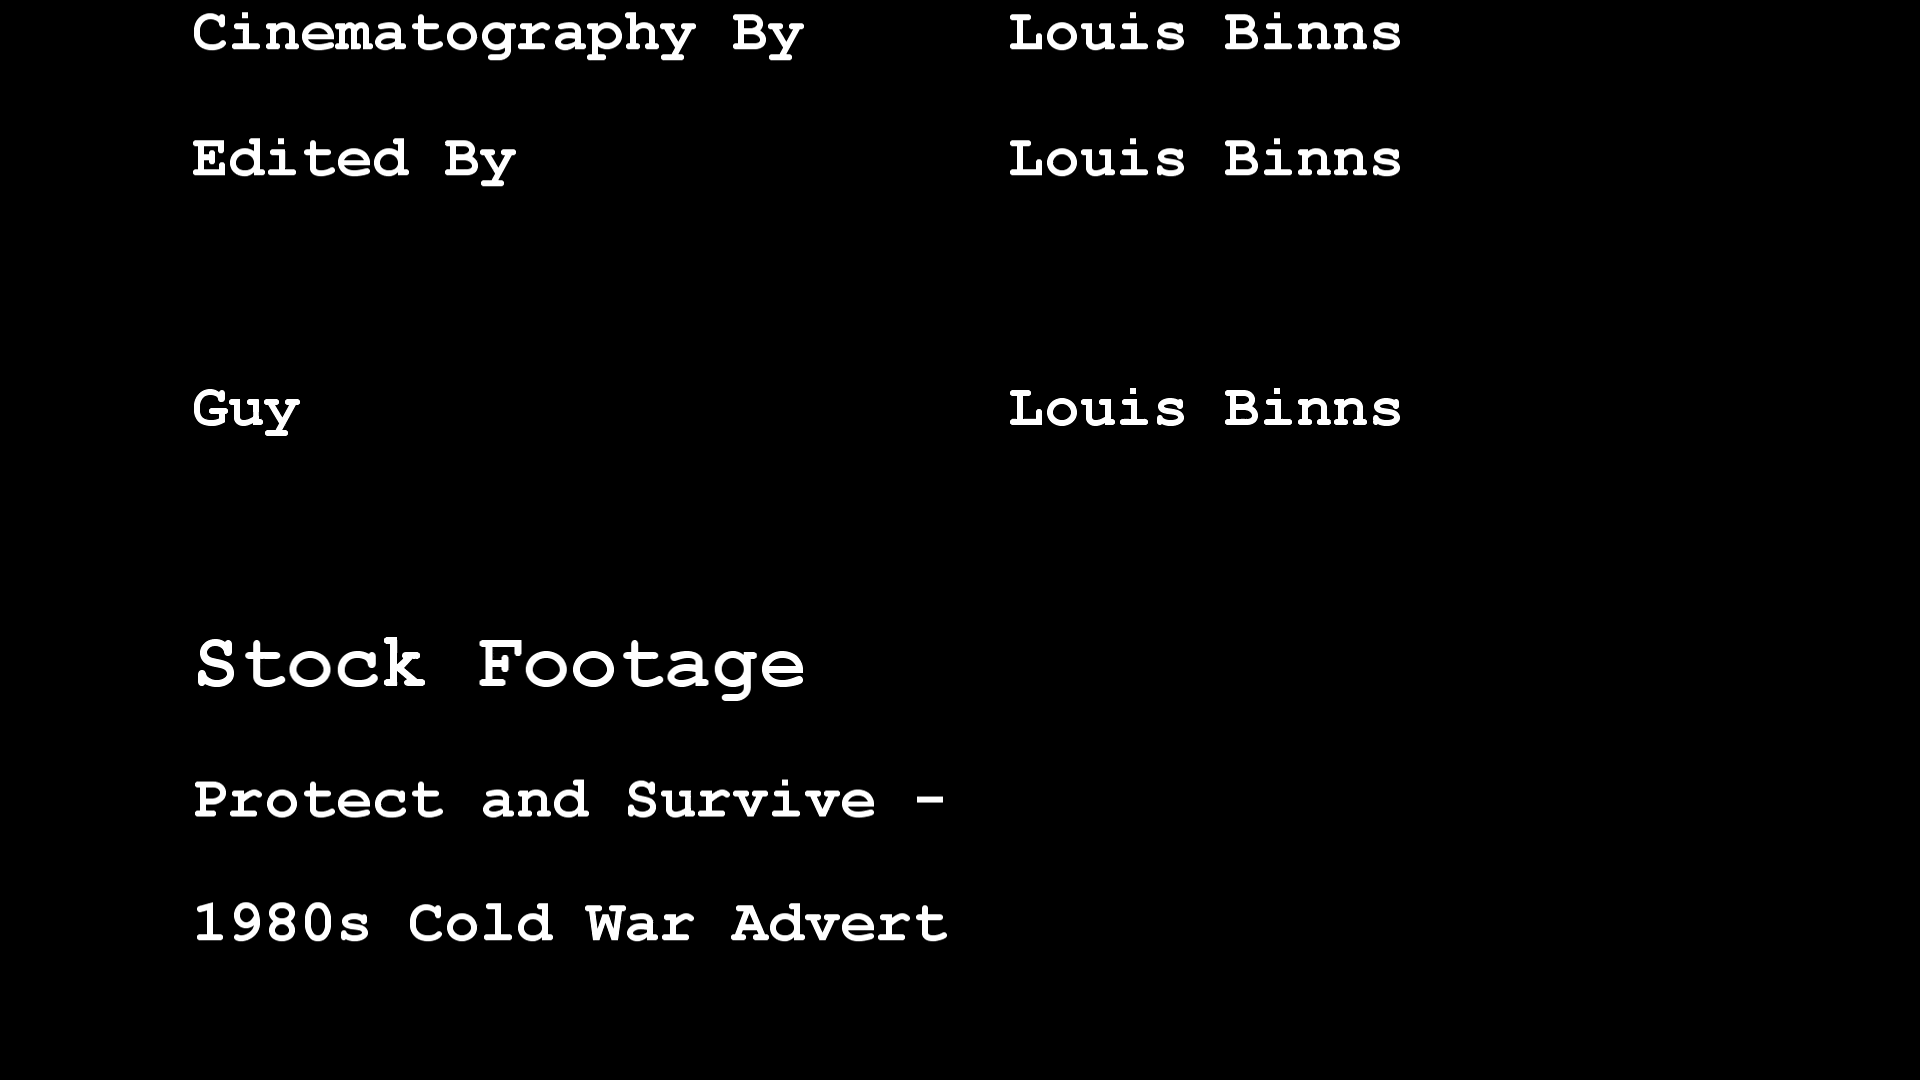 Cinematography By Louis Binns
Edited By Louis Binns
Guy Louis Binns
Stock Footage
Protect and Survive -
1980s Cold War Advert